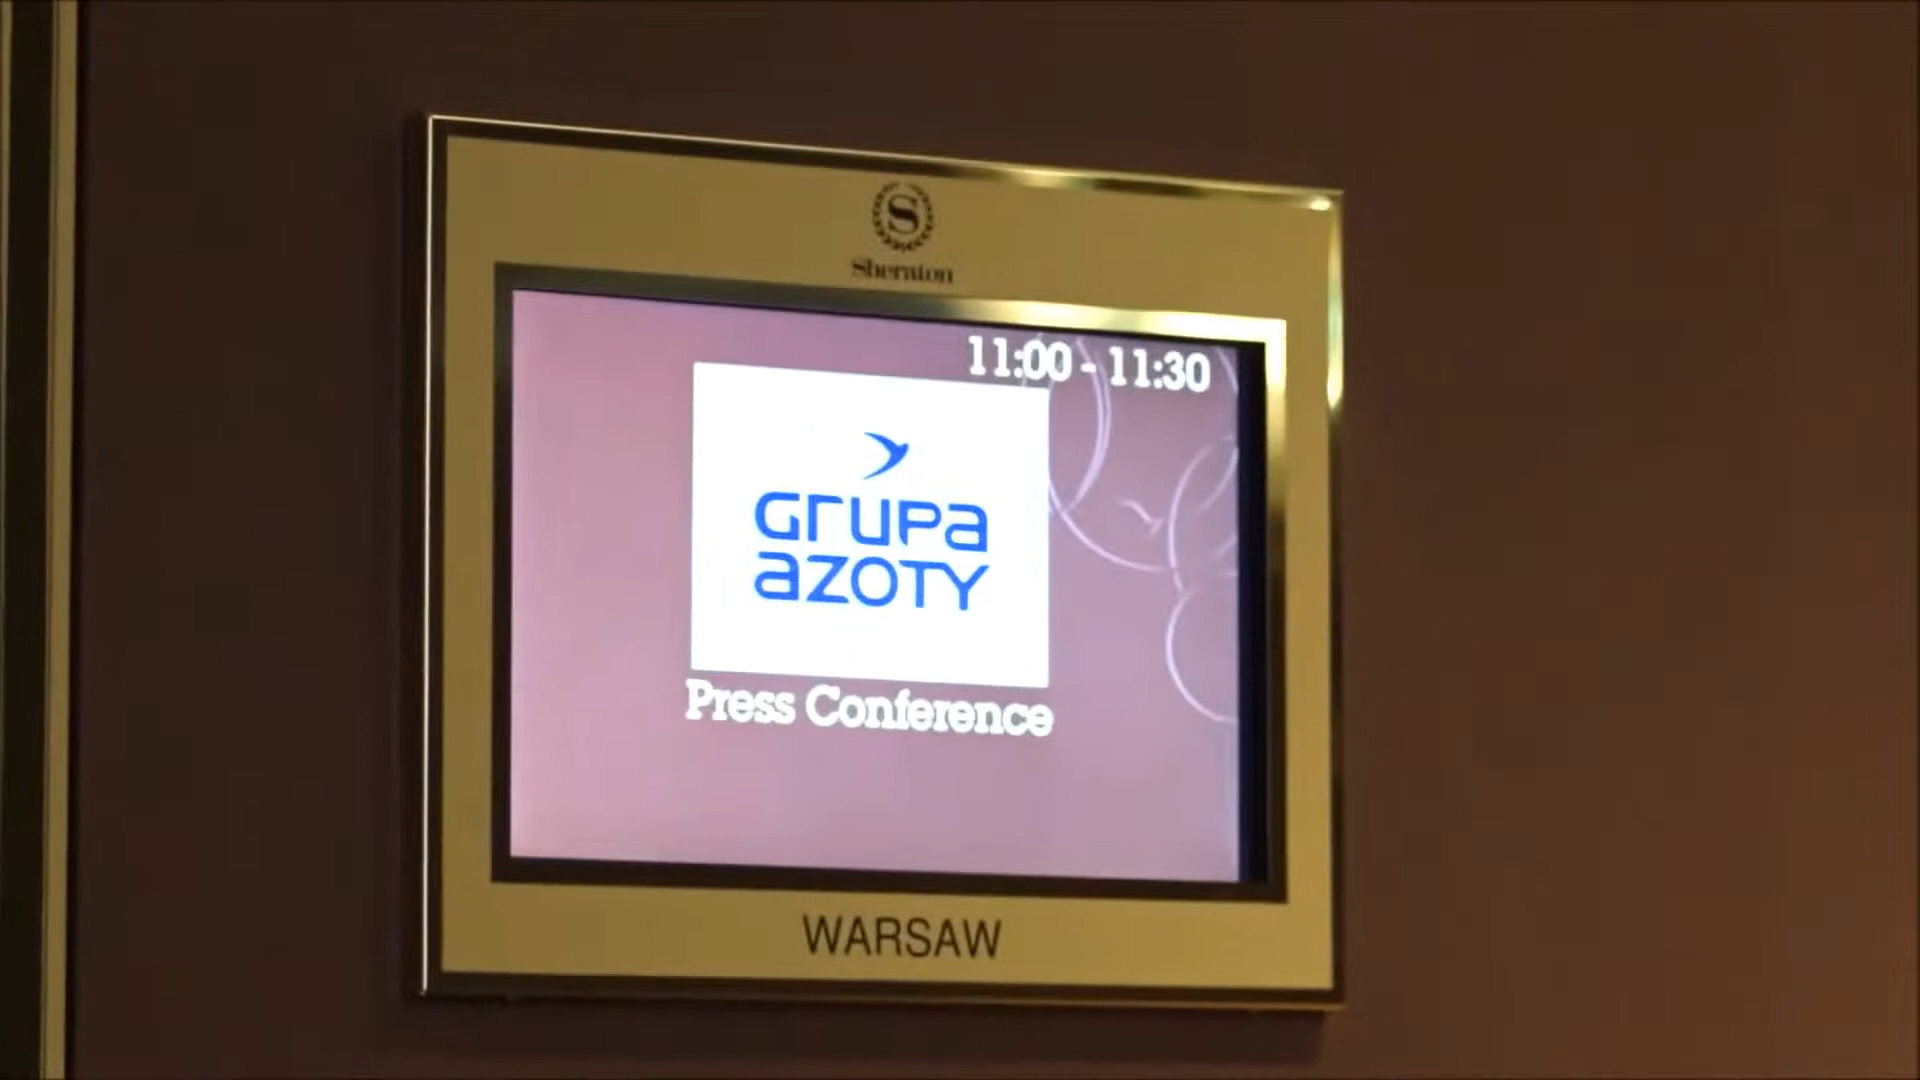 S
Sheraton
11:00 - 11:30
GRUPA
AZOTY
Press Conference
WARSAW